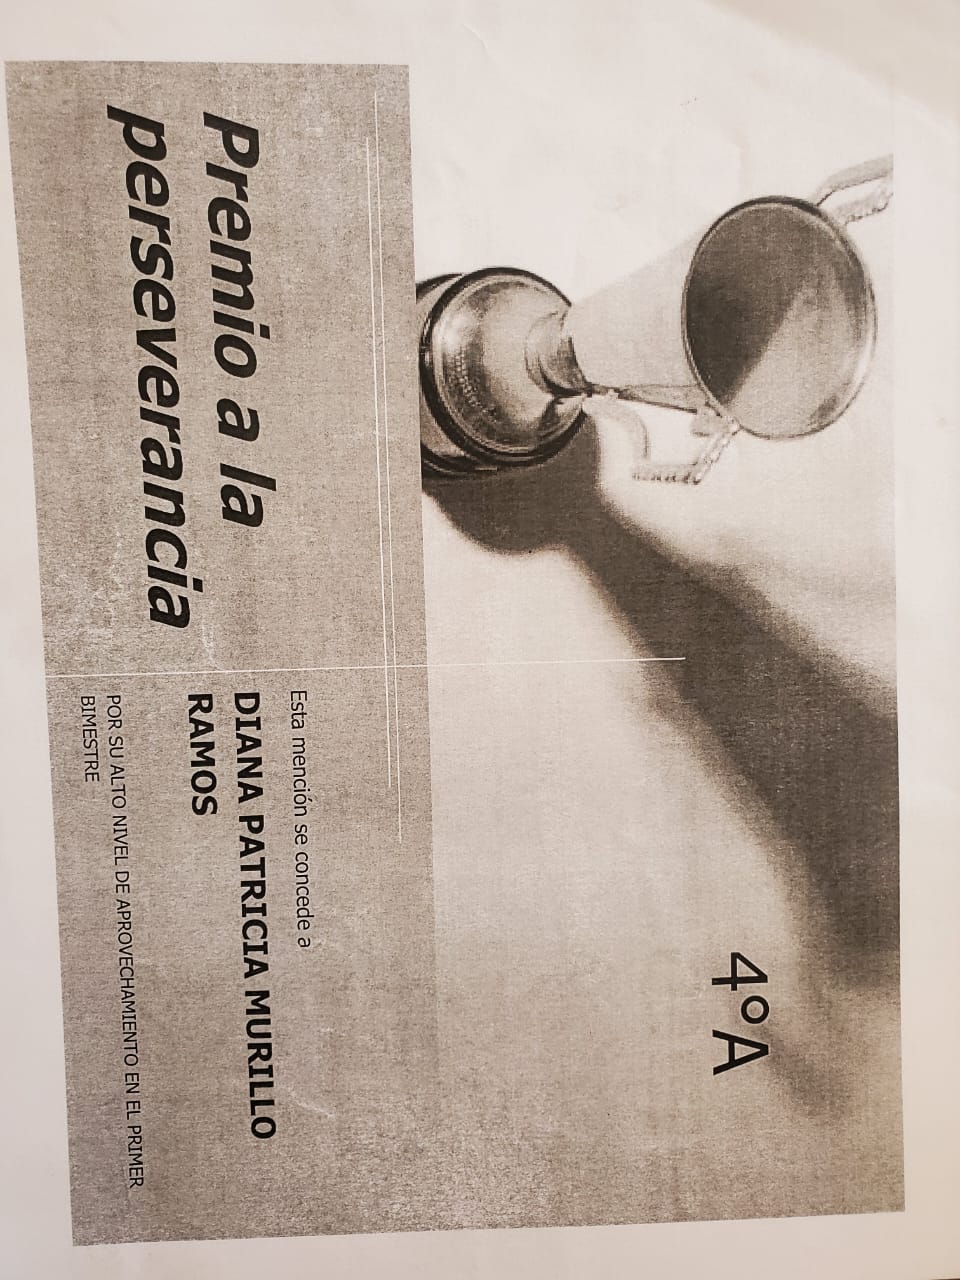 4°A
Premio a la
perseverancia
Esta mención se concede a
DIANA PATRICIA MURILLO
RAMOS
POR SU ALTO NIVEL DE APROVECHAMIENTO EN EL PRIMER
BIMESTRE